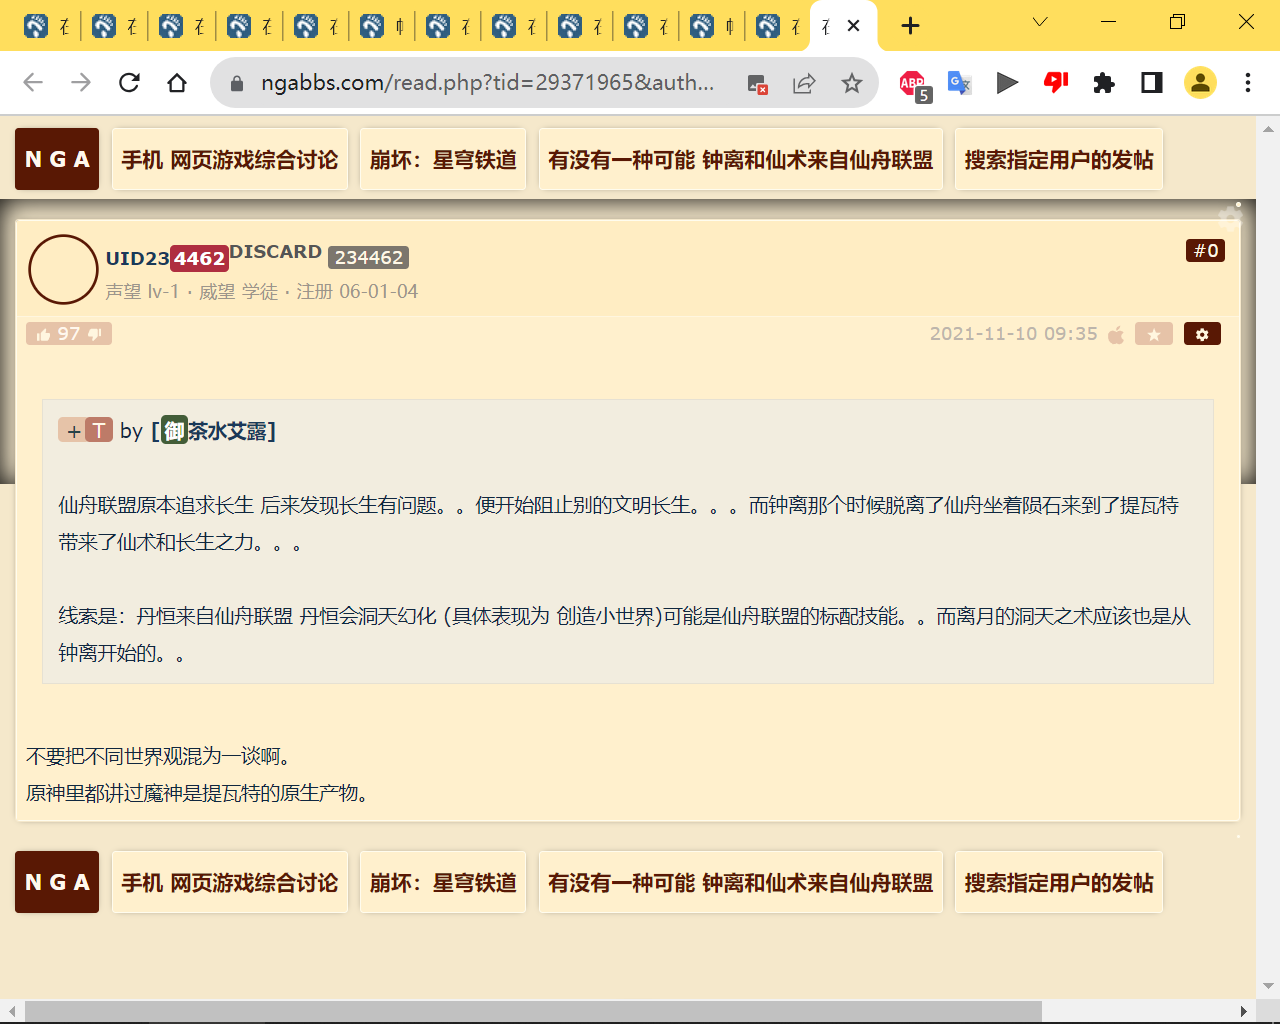 ngabbs.com/read.php?tid=29371965&auth...
ABP
5
N G A
手机 网页游戏综合讨论
崩坏：星穹铁道
有没有一种可能 钟离和仙术来自仙舟联盟
搜索指定用户的发帖
UID234462DISCARD 234462
#0
声望 lv-1 · 威望 学徒 · 注册 06-01-04
97
2021-11-10 09:35
+ T by [御茶水艾露]
仙舟联盟原本追求长生 后来发现长生有问题。。便开始阻止别的文明长生。。。而钟离那个时候脱离了仙舟坐着陨石来到了提瓦特
带来了仙术和长生之力。。。
线索是：丹恒来自仙舟联盟 丹恒会洞天幻化 (具体表现为 创造小世界)可能是仙舟联盟的标配技能。。而离月的洞天之术应该也是从
钟离开始的。。
不要把不同世界观混为一谈啊。
原神里都讲过魔神是提瓦特的原生产物。
N G A
手机 网页游戏综合讨论
崩坏：星穹铁道
有没有一种可能 钟离和仙术来自仙舟联盟
搜索指定用户的发帖